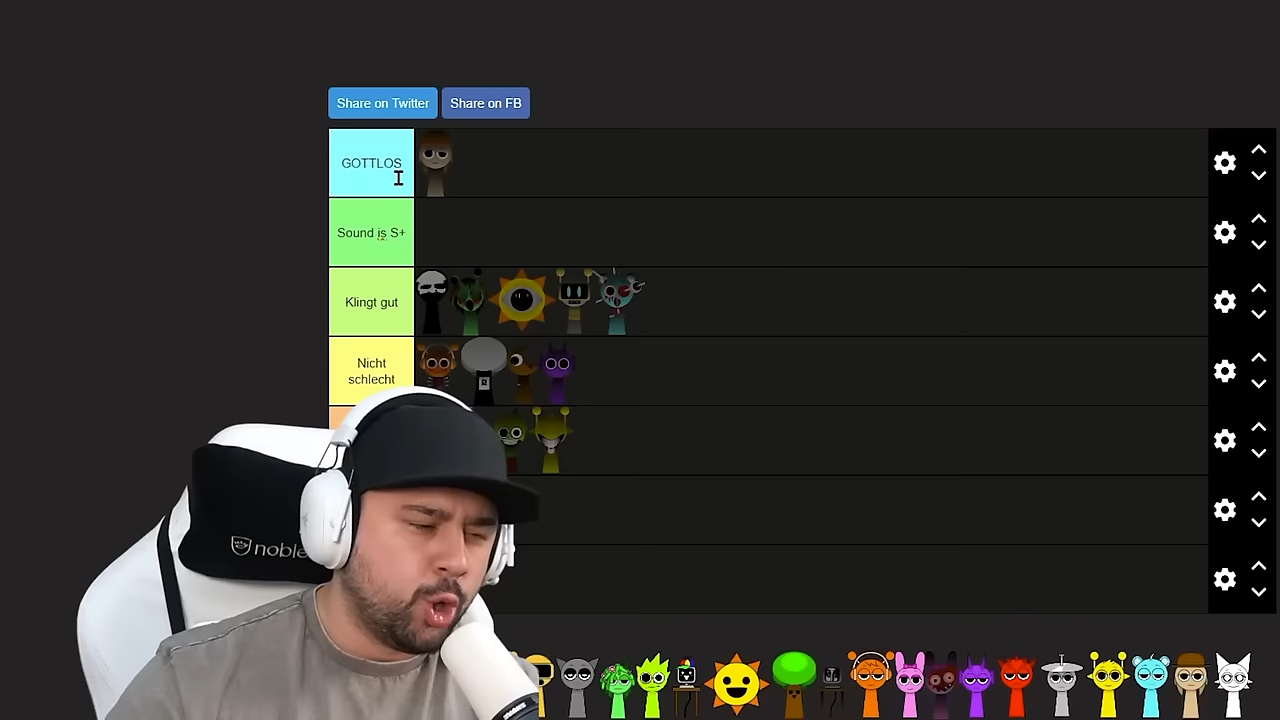 Share on Twitter
Share on FB
GOTTLOS
Sound is S+
Klingt gut
Nicht
schlecht
noble